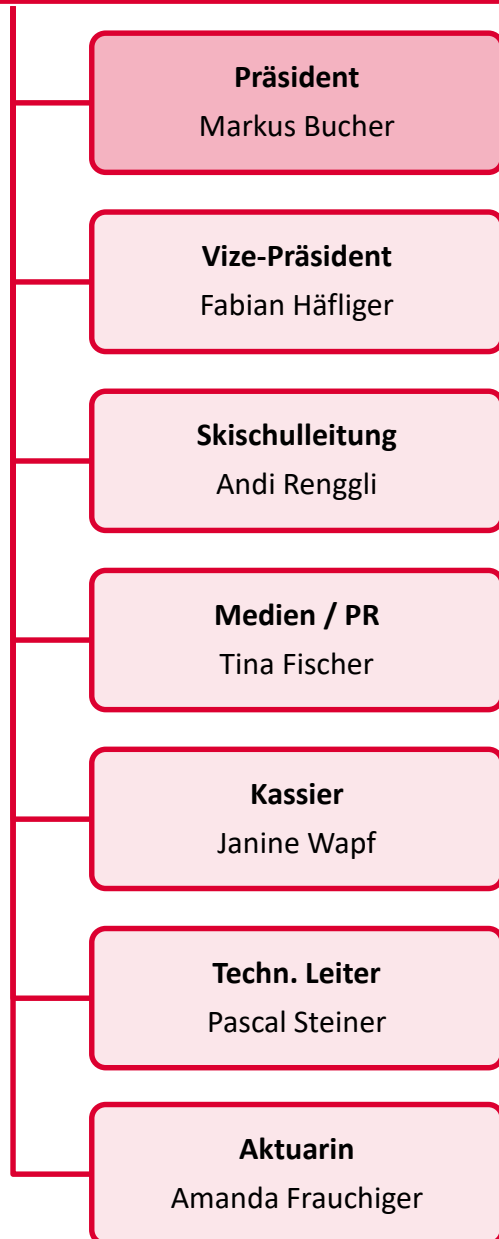 Präsident
Markus Bucher
Vize-Präsident
Fabian Häfliger
Skischulleitung
Andi Renggli
Medien / PR
Tina Fischer
Kassier
Janine Wapf
Techn. Leiter
Pascal Steiner
Aktuarin
Amanda Frauchiger